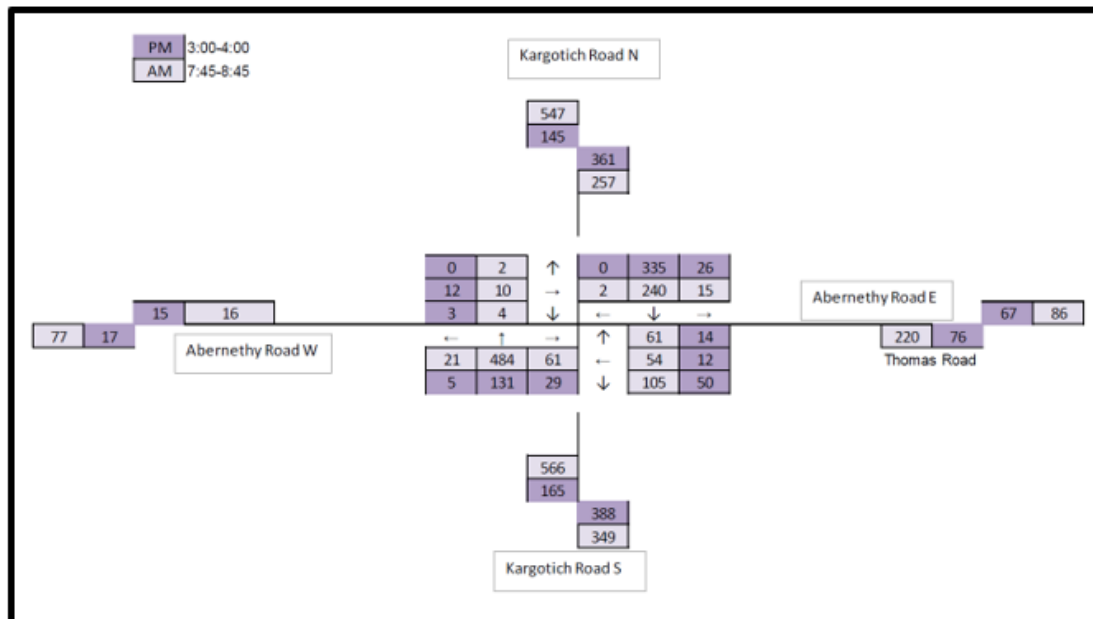 PM 3:00-4:00
AM 7:45-8:45
Kargotich Road N
547
145
361
257
0 2 ↑ 0 335 26
12 10 → 2 240 15
3 4 ↓ ← ↓ →
Abernethy Road E
15 16
67 86
77 17
Abernethy Road W
← ↑ → ↑ 61 14
21 484 61 ← 54 12
5 131 29 ↓ 105 50
220 76
Thomas Road
566
165
388
349
Kargotich Road S